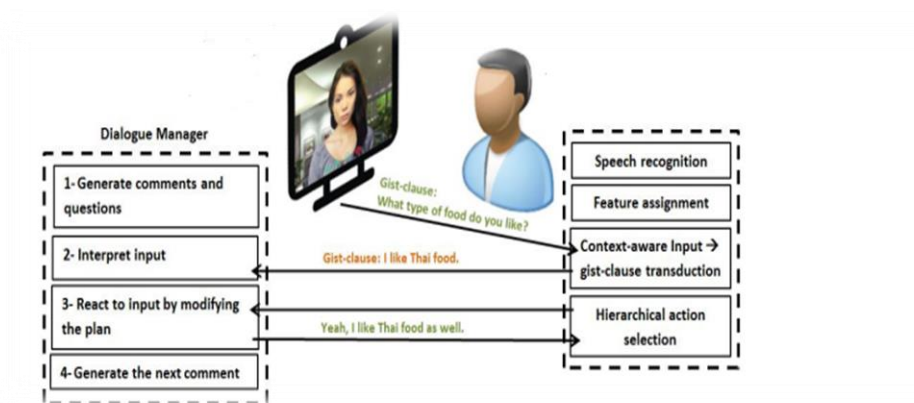 Dialogue Manager
1- Generate comments and
questions
2- Interpret input
3- React to input by modifying
the plan
4- Generate the next comment
Gist-clause:
What type of food do you like?
Gist-clause: I like Thai food.
Yeah, I like Thai food as well.
Speech recognition
Feature assignment
Context-aware Input →
gist-clause transduction
Hierarchical action
selection